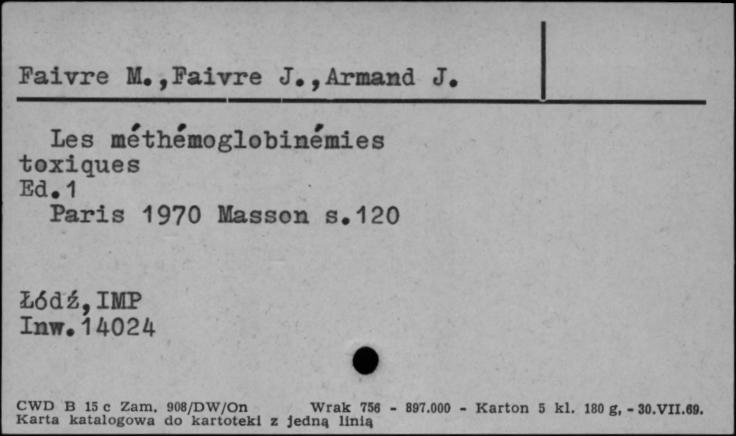 Faivre M.,Faivre J.,Armand J.
Les méthémoglobinémies
toxiques
Ed.1
Paris 1970 Masson s.120
Łódź,IMP
Inw.14024
CWD B 15 c Zam. 908/DW/On Wrak 756 - 897.000 - Karton 5 kl. 180 g, - 30.VII.69.
Karta katalogowa do kartoteki z jedną linią